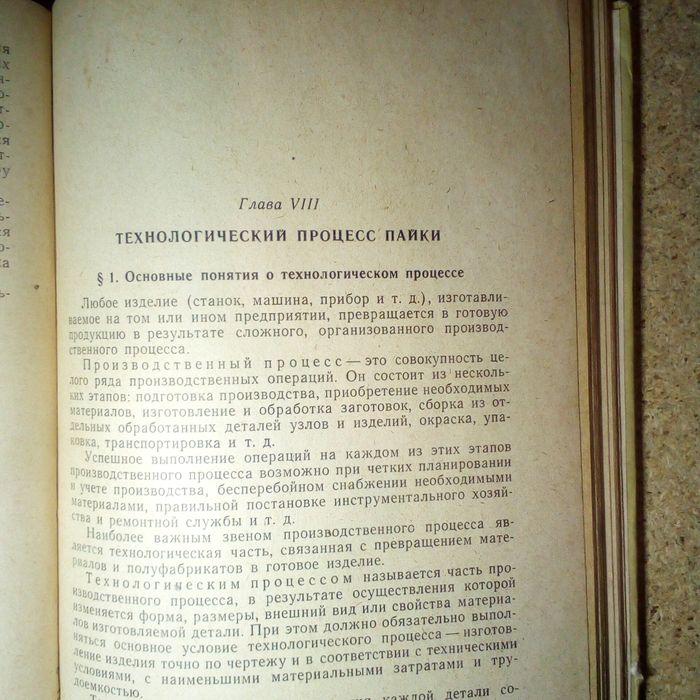 Глава VIII
ТЕХНОЛОГИЧЕСКИЙ ПРОЦЕСС ПАЙКИ
§ 1. Основные понятия о технологическом процессе
Любое изделие (станок, машина, прибор и т. д.), изготавли-
ваемое на том или ином предприятии, превращается в готовую
продукцию в результате сложного, организованного производ-
ственного процесса.
Производственный процесс — это совокупность це-
лого ряда производственных операций. Он состоит из несколь-
ких этапов: подготовка производства, приобретение необходимых
материалов, изготовление и обработка заготовок, сборка из от-
дельных обработанных деталей узлов и изделий, окраска, упа-
ковка, транспортировка и т. д.
Успешное выполнение операций на каждом из этих этапов
производственного процесса возможно при четких планировании
и учете производства, бесперебойном снабжении необходимыми
материалами, правильной постановке инструментального хозяй-
ства и ремонтной службы и т. д.
Наиболее важным звеном производственного процесса яв-
ляется технологическая часть, связанная с превращением мате-
риалов и полуфабрикатов в готовое изделие.
Технологическим процессом называется часть про-
изводственного процесса, в результате осуществления которой
изменяется форма, размеры, внешний вид или свойства материа-
лов изготовляемой детали. При этом должно обязательно выпол-
няться основное условие технологического процесса — изготов-
ление изделия точно по чертежу и в соответствии с техническими
условиями, с наименьшими материальными затратами и тру-
доемкостью.
каждой детали со-